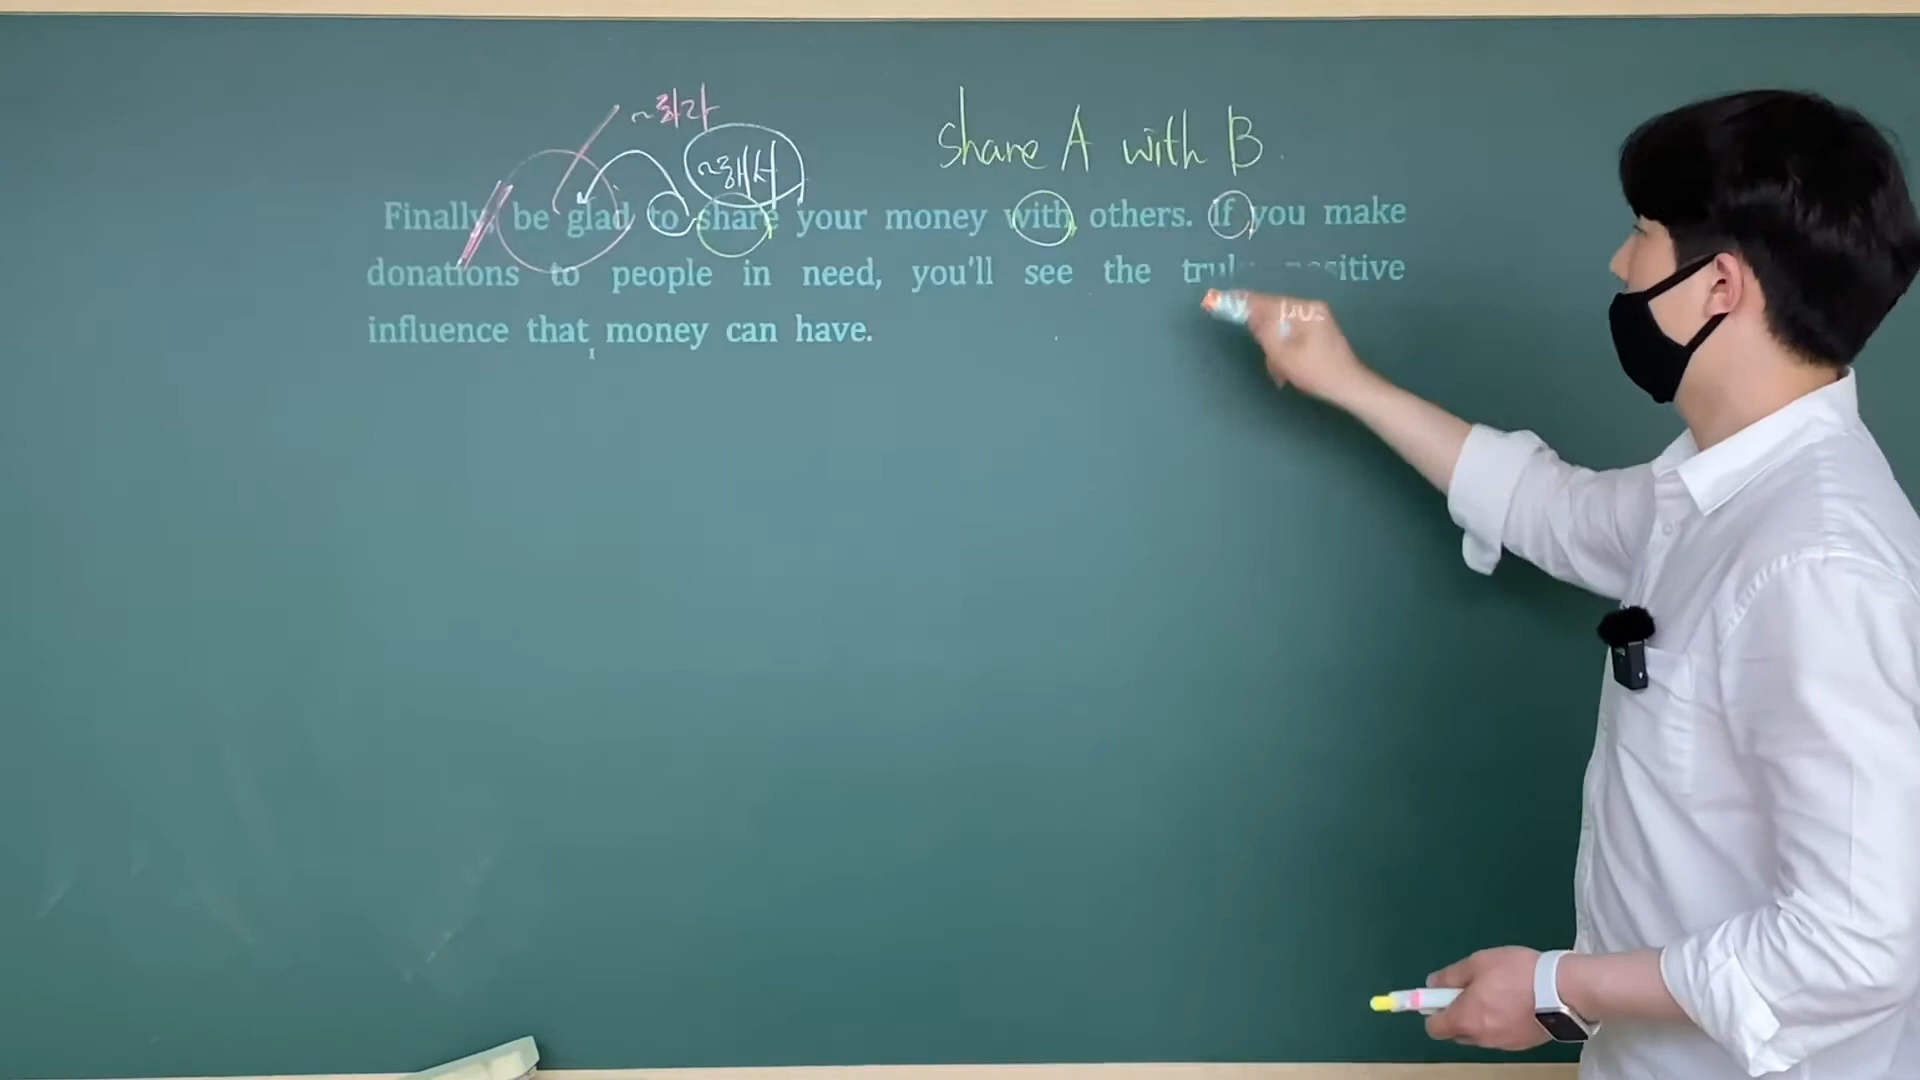 ~하라
share A with B.
~해서
Finally, be glad to share your money with others. If you make
donations to people in need, you'll see the truly positive
influence that money can have.